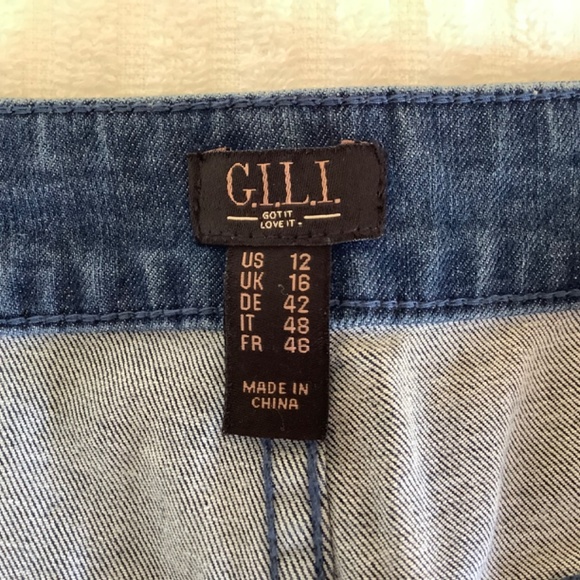 G.I.L.I.
GOT IT
LOVE IT -
US 12
UK 16
DE 42
IT 48
FR 46
MADE IN
CHINA